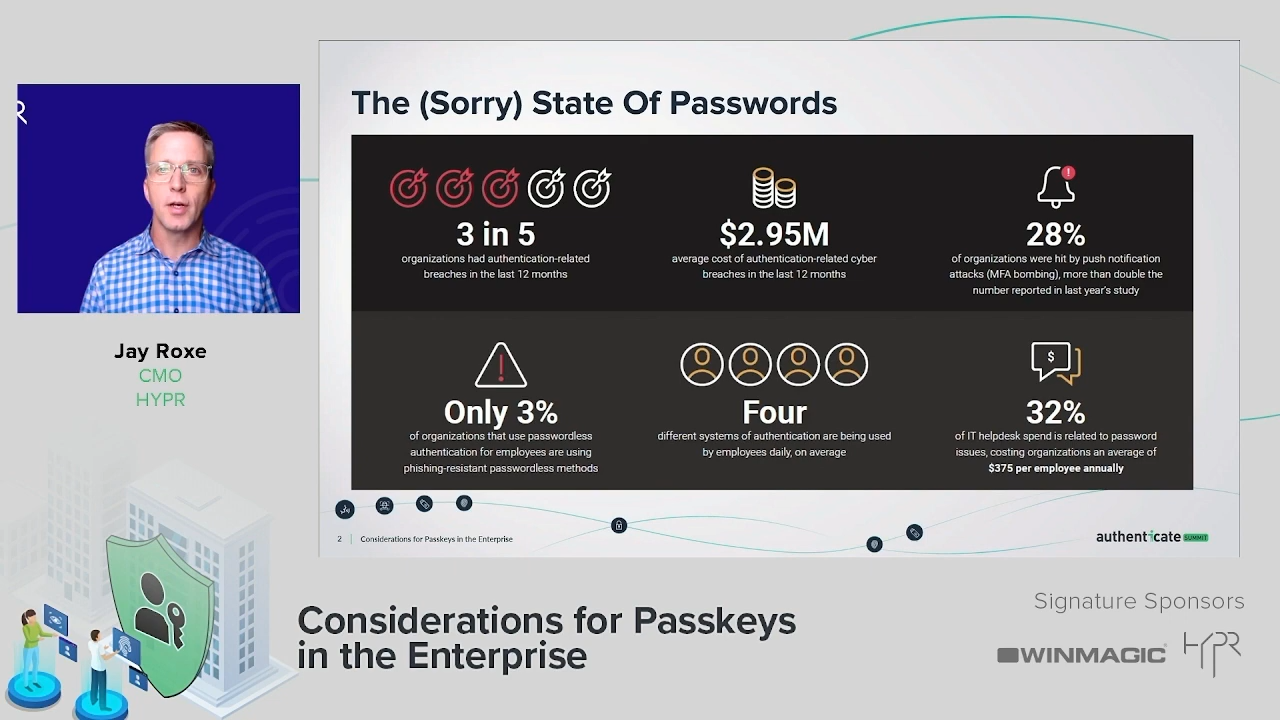 The (Sorry) State Of Passwords
R
3 in 5
organizations had authentication-related
breaches in the last 12 months
$2.95M
average cost of authentication-related cyber
breaches in the last 12 months
!
28%
of organizations were hit by push notification
attacks (MFA bombing), more than double the
number reported in last year's study
Only 3%
of organizations that use passwordless
authentication for employees are using
phishing-resistant passwordless methods
Four
different systems of authentication are being used
by employees daily, on average
$
32%
of IT helpdesk spend is related to password
issues, costing organizations an average of
$375 per employee annually
2 | Considerations for Passkeys in the Enterprise
authenticate SUMMIT
Jay Roxe
CMO
HYPR
Considerations for Passkeys
in the Enterprise
Signature Sponsors
WINMAGIC
HYPR